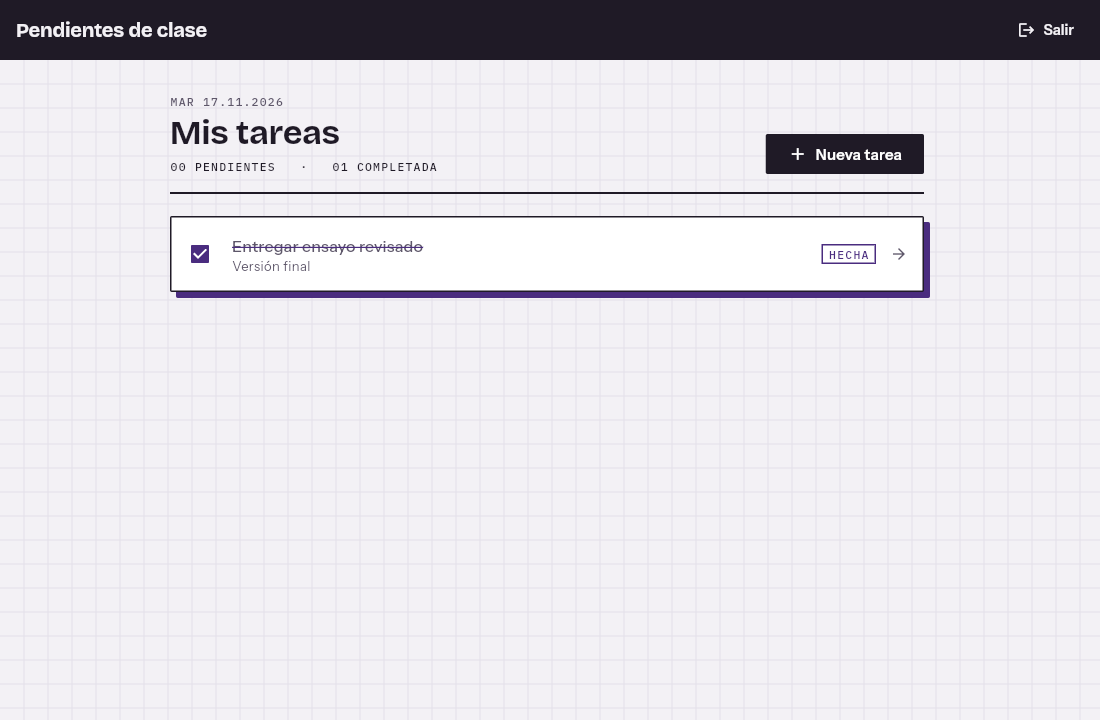 Pendientes de clase
Salir
MAR 17.11.2026
Mis tareas
00 PENDIENTES · 01 COMPLETADA
Nueva tarea
Entregar ensayo revisado
Versión final
HECHA